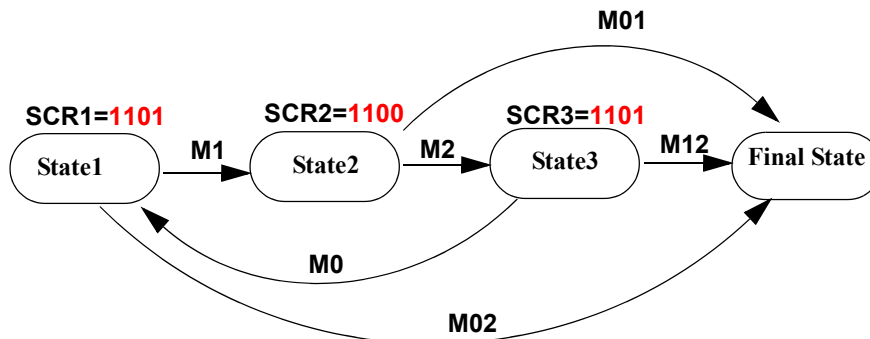 M01
SCR1=1101
SCR2=1100
SCR3=1101
State1
M1
State2
M2
State3
M12
Final State
M0
M02